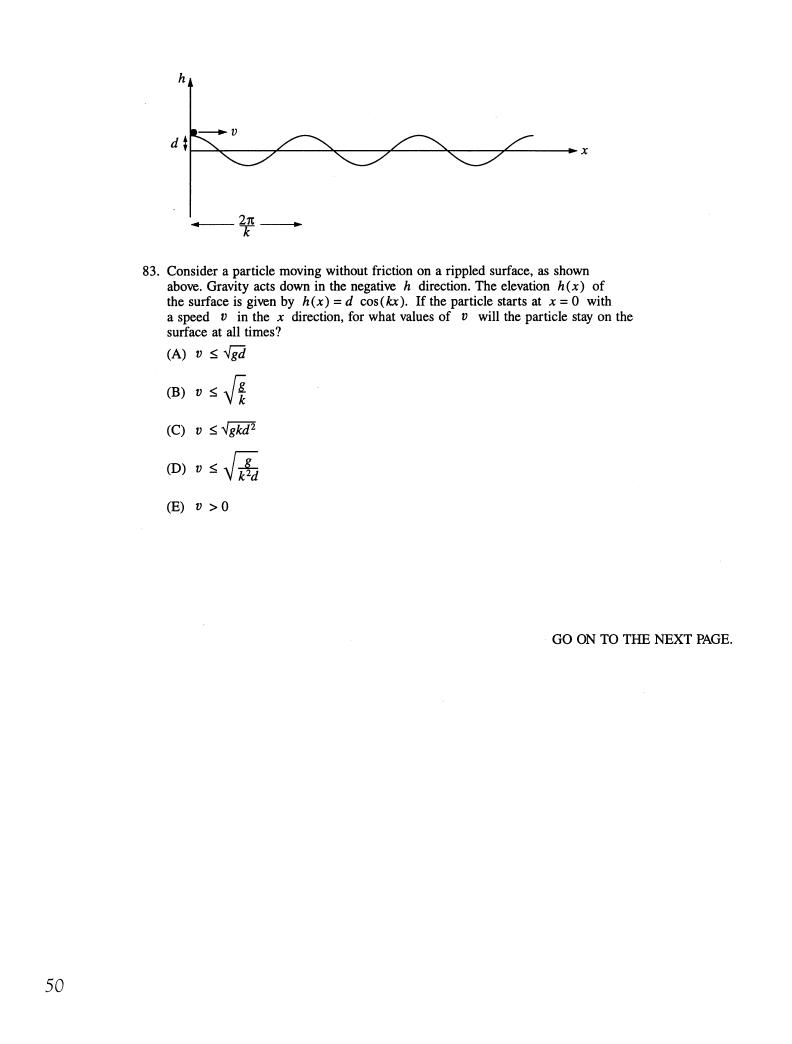 h
v
d
x
2π
k
83. Consider a particle moving without friction on a rippled surface, as shown
above. Gravity acts down in the negative h direction. The elevation h(x) of
the surface is given by h(x) = d cos(kx). If the particle starts at x = 0 with
a speed v in the x direction, for what values of v will the particle stay on the
surface at all times?
(A) v ≤ √gd
(B) v ≤ √g/k
(C) v ≤ √gkd²
(D) v ≤ √g/k²d
(E) v > 0
GO ON TO THE NEXT PAGE.
50